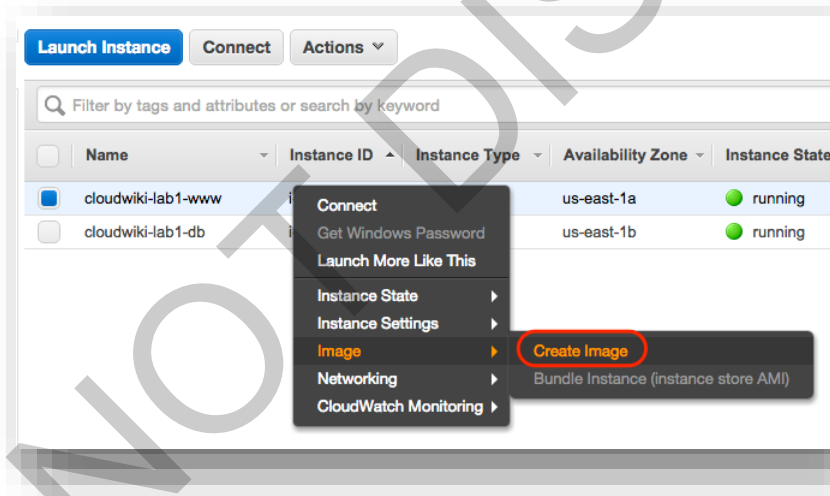 Launch Instance Connect Actions
Filter by tags and attributes or search by keyword
Name Instance ID Instance Type Availability Zone Instance State
cloudwiki-lab1-www us-east-1a running
cloudwiki-lab1-db us-east-1b running
Connect
Get Windows Password
Launch More Like This
Instance State
Instance Settings
Image Create Image
Networking Bundle Instance (instance store AMI)
CloudWatch Monitoring
NOT